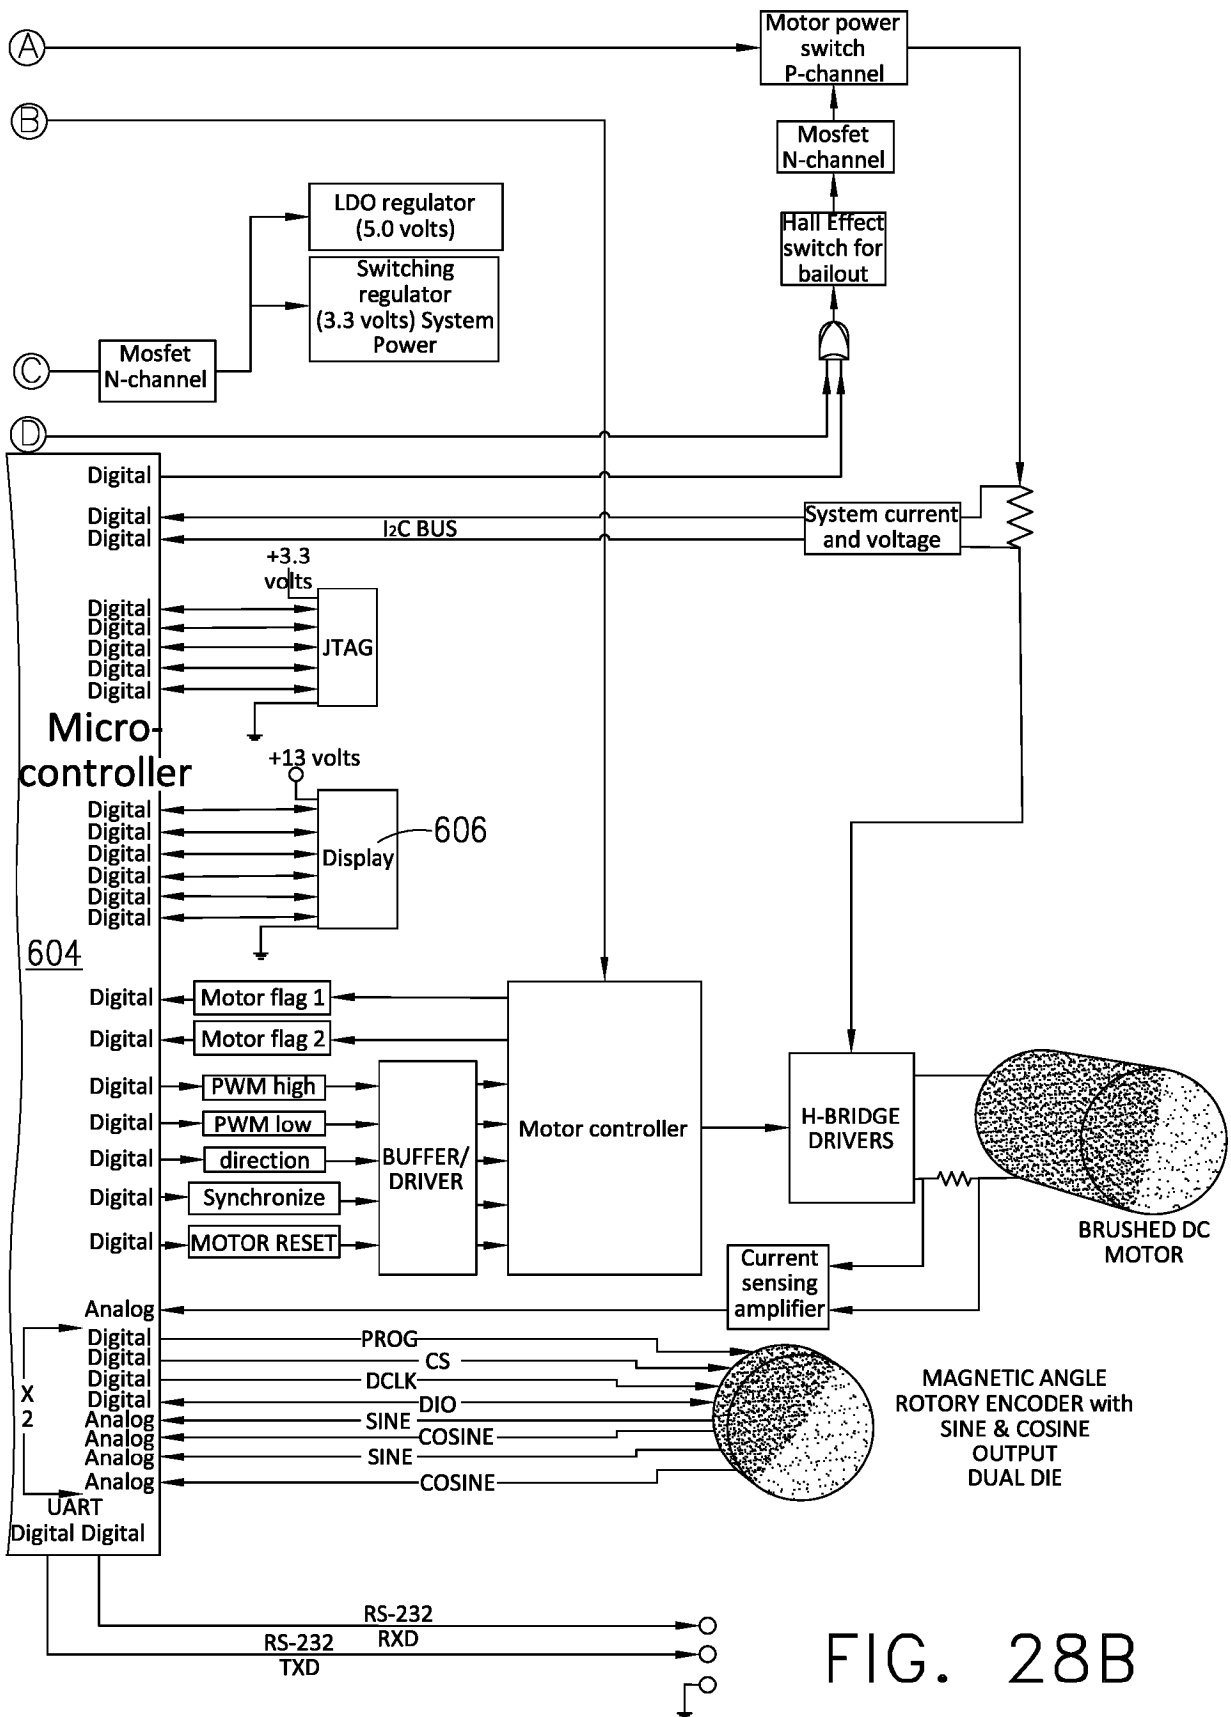 A
Motor power
switch
P-channel
B
Mosfet
N-channel
LDO regulator
(5.0 volts)
Hall Effect
switch for
bailout
Switching
regulator
(3.3 volts) System
Power
C
Mosfet
N-channel
D
Digital
Digital
I2C BUS
Digital
System current
and voltage
+3.3
volts
Digital
Digital
Digital
Digital
Digital
JTAG
Micro-
controller
+13 volts
Digital
Digital
Digital
Digital
Digital
Digital
Display
606
604
Digital
Motor flag 1
Digital
Motor flag 2
Digital
PWM high
Digital
PWM low
Digital
direction
Digital
Synchronize
Digital
MOTOR RESET
BUFFER/
DRIVER
Motor controller
H-BRIDGE
DRIVERS
BRUSHED DC
MOTOR
Current
sensing
amplifier
Analog
Digital
PROG
Digital
CS
Digital
DCLK
Digital
DIO
Analog
SINE
Analog
COSINE
Analog
SINE
Analog
COSINE
X
2
MAGNETIC ANGLE
ROTORY ENCODER with
SINE & COSINE
OUTPUT
DUAL DIE
UART
Digital Digital
RS-232
RXD
RS-232
TXD
FIG. 28B